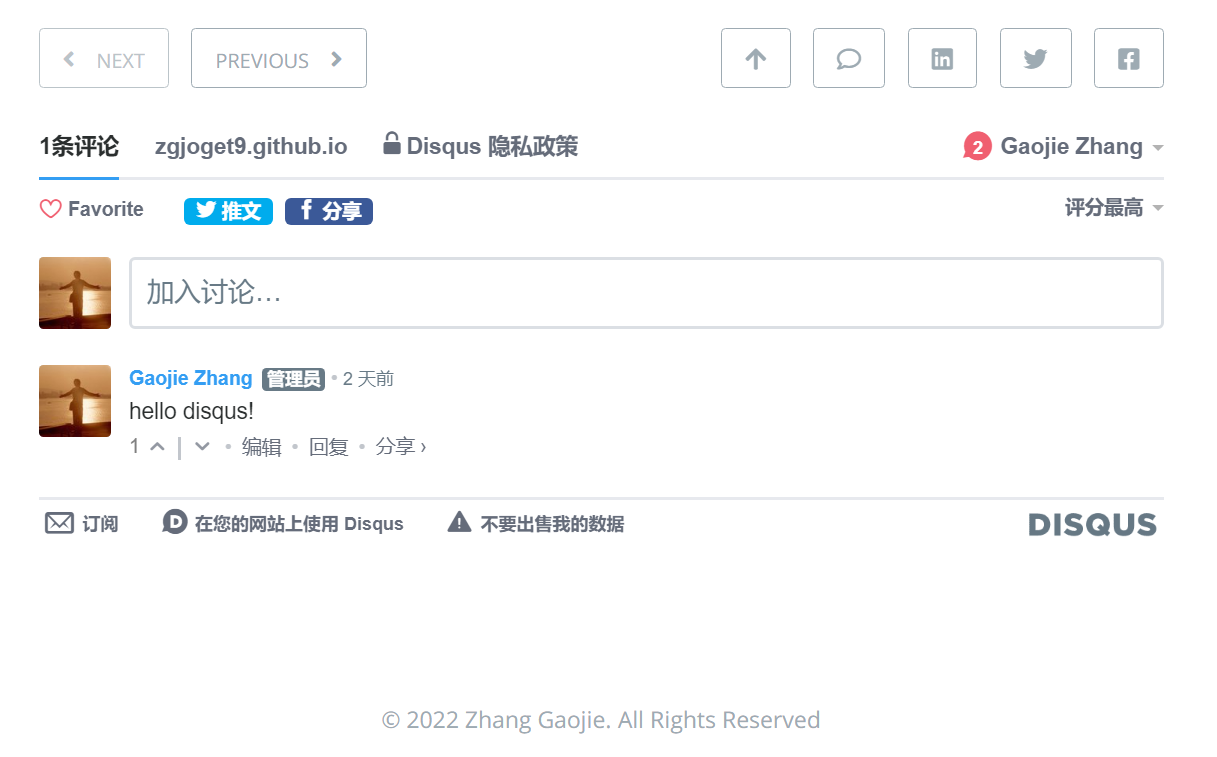 NEXT PREVIOUS
1条评论 zgjoget9.github.io Disqus 隐私政策 2 Gaojie Zhang
Favorite 推文 分享 评分最高
加入讨论…
Gaojie Zhang 管理员 • 2 天前
hello disqus!
1 | • 编辑 • 回复 • 分享 ›
订阅 在您的网站上使用 Disqus 不要出售我的数据 DISQUS
© 2022 Zhang Gaojie. All Rights Reserved